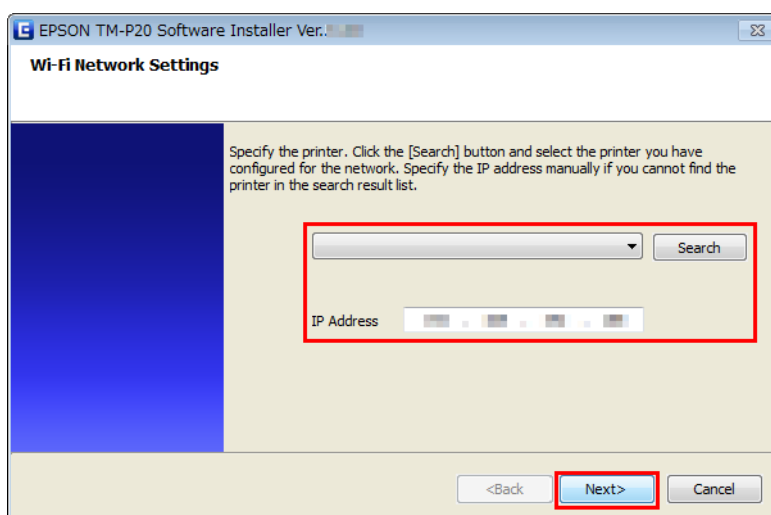 EPSON TM-P20 Software Installer Ver.
Wi-Fi Network Settings
Specify the printer. Click the [Search] button and select the printer you have
configured for the network. Specify the IP address manually if you cannot find the
printer in the search result list.
Search
IP Address
<Back Next> Cancel